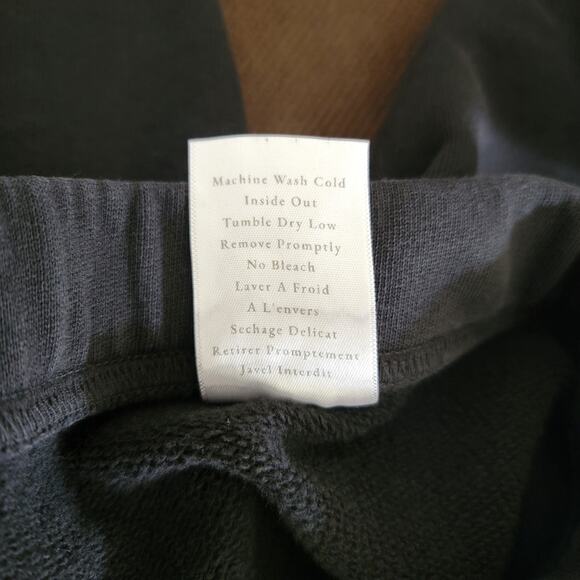 Machine Wash Cold
Inside Out
Tumble Dry Low
Remove Promptly
No Bleach
Laver A Froid
A L'envers
Sechage Delicat
Retirer Promptement
Javel Interdit